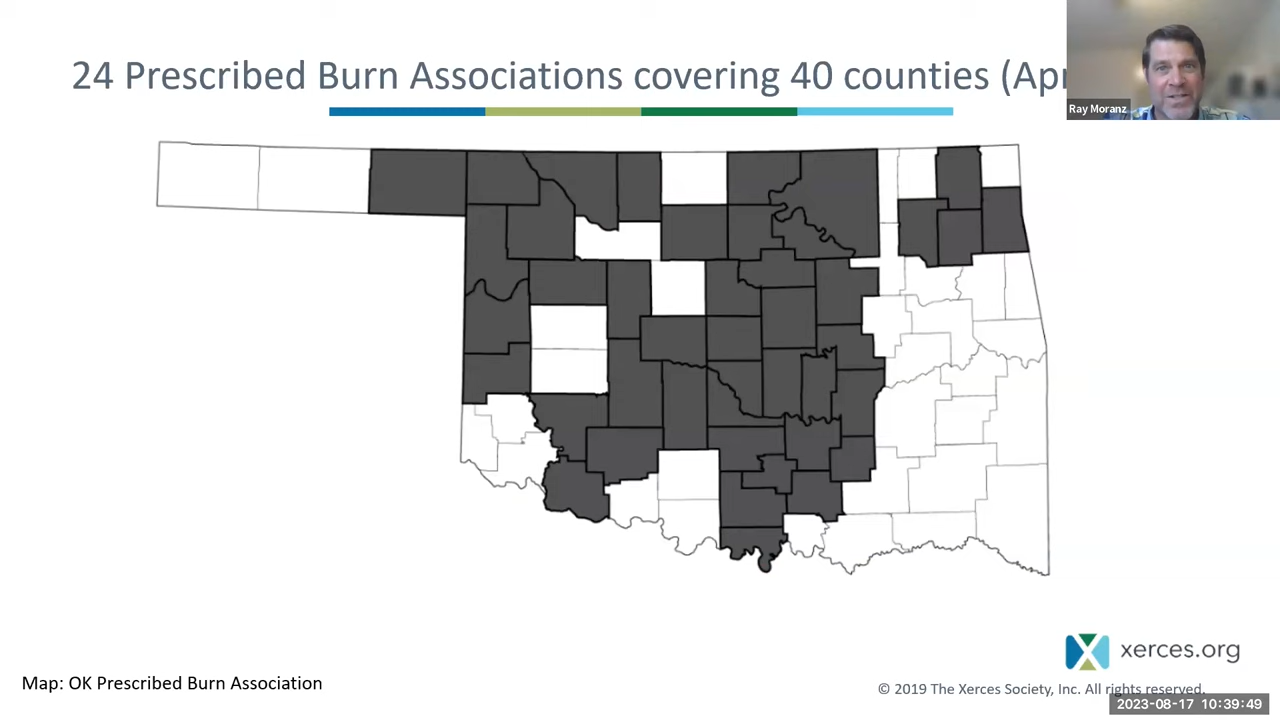 24 Prescribed Burn Associations covering 40 counties (Apr
Ray Moranz
xerces.org
Map: OK Prescribed Burn Association
© 2019 The Xerces Society, Inc. All rights reserved.
2023-08-17 10:39:49